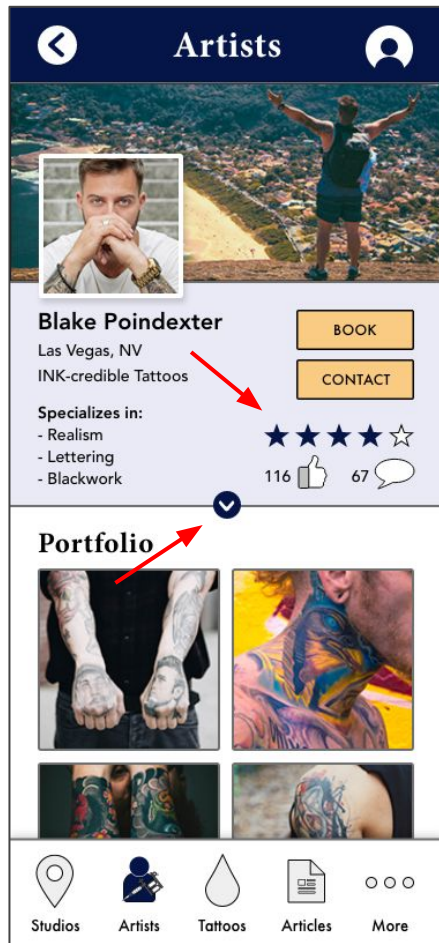 Artists
Blake Poindexter
Las Vegas, NV
INK-credible Tattoos
BOOK
CONTACT
Specializes in:
- Realism
- Lettering
- Blackwork
116
67
Portfolio
Studios
Artists
Tattoos
Articles
More